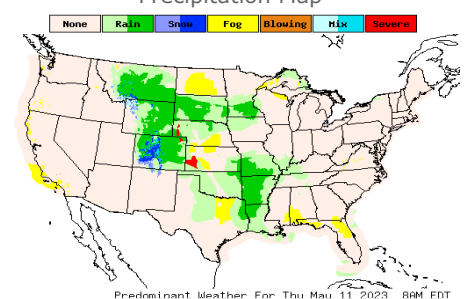 Precipitation Map
None Rain Snow Fog Blowing Mix Severe
Predominant Weather For Thu May 11 2023 8AM EDT